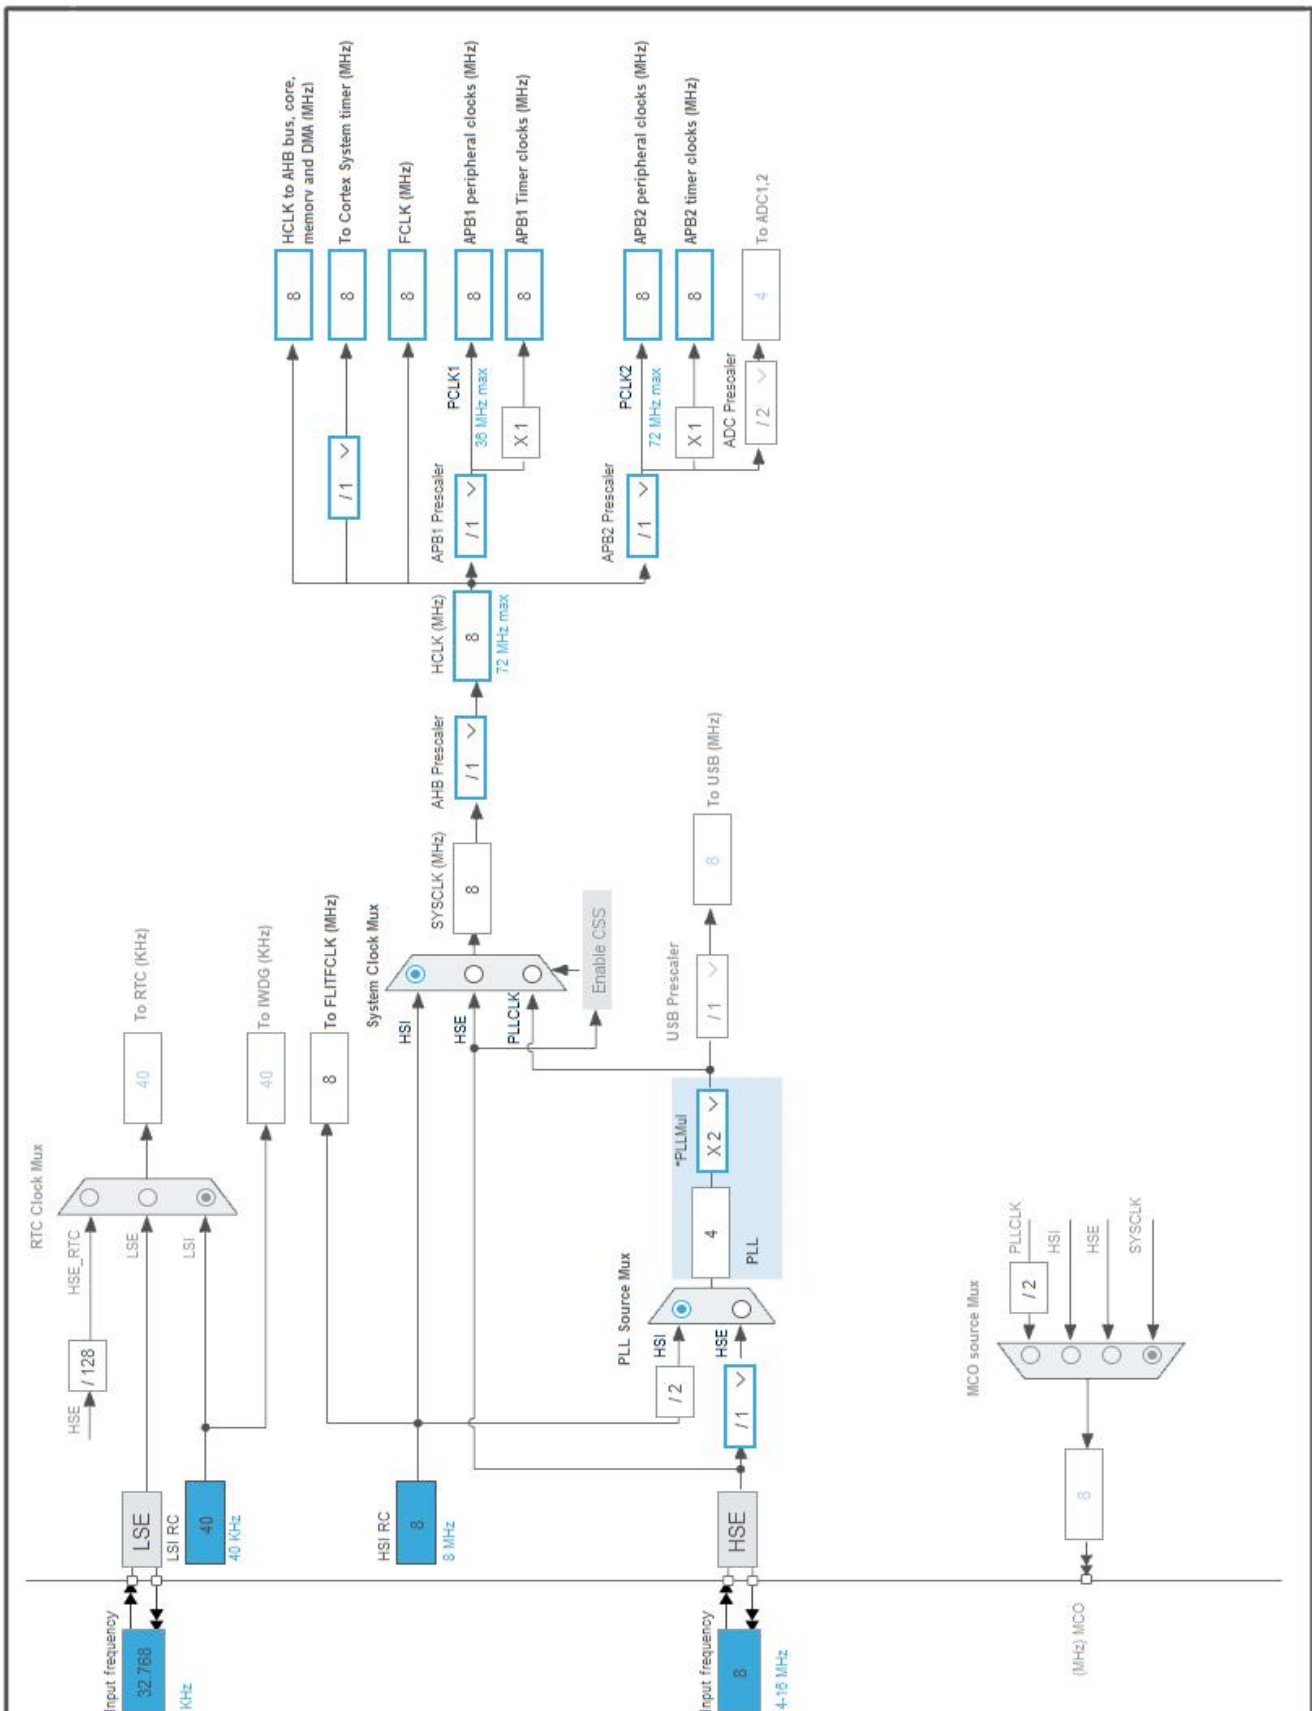 RTC Clock Mux
HSE
/ 128
HSE_RTC
Input frequency
32.768
KHz
LSE
LSE
To RTC (KHz)
40
LSI RC
40
40 KHz
LSI
To IWDG (KHz)
40
To FLITFCLK (MHz)
8
HSI RC
8
8 MHz
System Clock Mux
HSI
HSE
PLLCLK
Enable CSS
SYSCLK (MHz)
8
AHB Prescaler
/ 1
HCLK (MHz)
8
72 MHz max
HCLK to AHB bus, core,
memory and DMA (MHz)
8
/ 1
To Cortex System timer (MHz)
8
FCLK (MHz)
8
APB1 Prescaler
/ 1
PCLK1
36 MHz max
8
APB1 peripheral clocks (MHz)
X 1
8
APB1 Timer clocks (MHz)
APB2 Prescaler
/ 1
PCLK2
72 MHz max
8
APB2 peripheral clocks (MHz)
X 1
8
APB2 timer clocks (MHz)
ADC Prescaler
/ 2
4
To ADC1,2
Input frequency
8
4-16 MHz
HSE
PLL Source Mux
HSI
/ 2
HSE
/ 1
4
*PLLMul
X 2
PLL
USB Prescaler
/ 1
8
To USB (MHz)
MCO source Mux
(MHz) MCO
8
/ 2
PLLCLK
HSI
HSE
SYSCLK